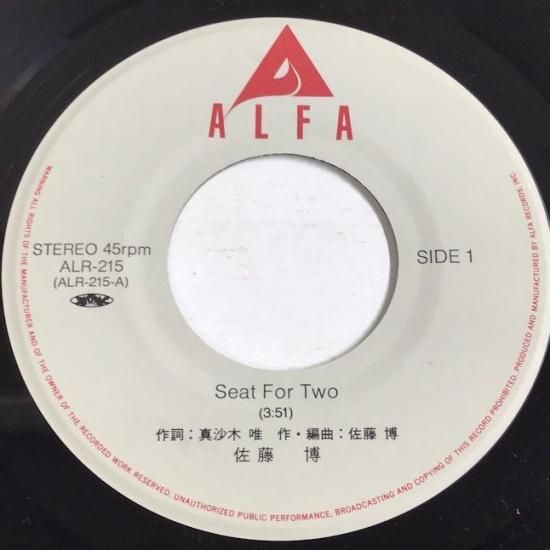 ALFA
STEREO 45rpm
ALR-215
(ALR-215-A)
SIDE 1
Seat For Two
(3:51)
作詞：真沙木 唯 作・編曲：佐藤 博
佐藤 博
WARNING: ALL RIGHTS OF THE MANUFACTURER AND OF THE OWNER OF THE RECORDED WORK RESERVED. UNAUTHORIZED PUBLIC PERFORMANCE, BROADCASTING AND COPYING OF THIS RECORD PROHIBITED. PRODUCED AND MANUFACTURED BY ALFA RECORDS, INC.